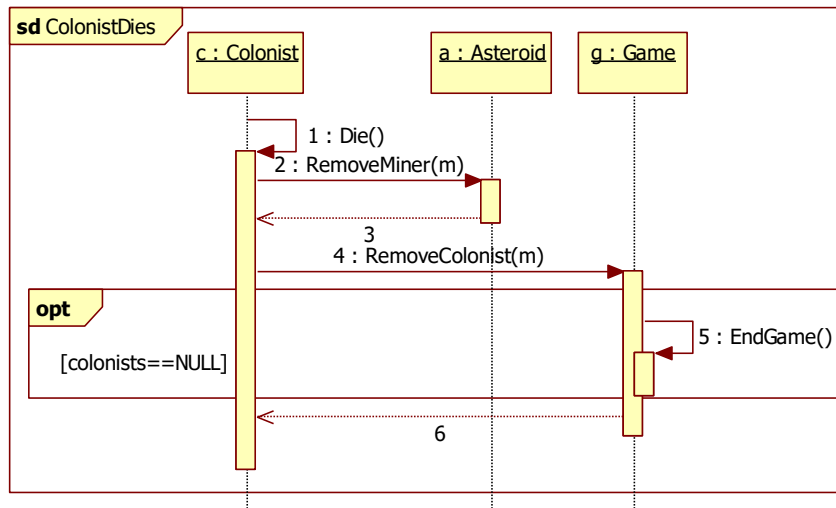 sd ColonistDies
c : Colonist
a : Asteroid
g : Game
1 : Die()
2 : RemoveMiner(m)
3
4 : RemoveColonist(m)
opt
5 : EndGame()
[colonists==NULL]
6